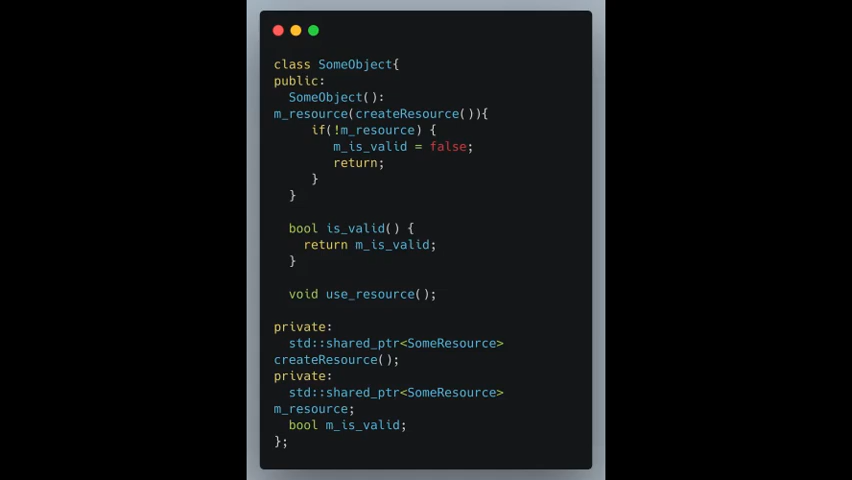 class SomeObject{
public:
  SomeObject():
m_resource(createResource()){
     if(!m_resource) {
        m_is_valid = false;
        return;
     }
  }

  bool is_valid() {
    return m_is_valid;
  }

  void use_resource();

private:
  std::shared_ptr<SomeResource>
createResource();
private:
  std::shared_ptr<SomeResource>
m_resource;
  bool m_is_valid;
};